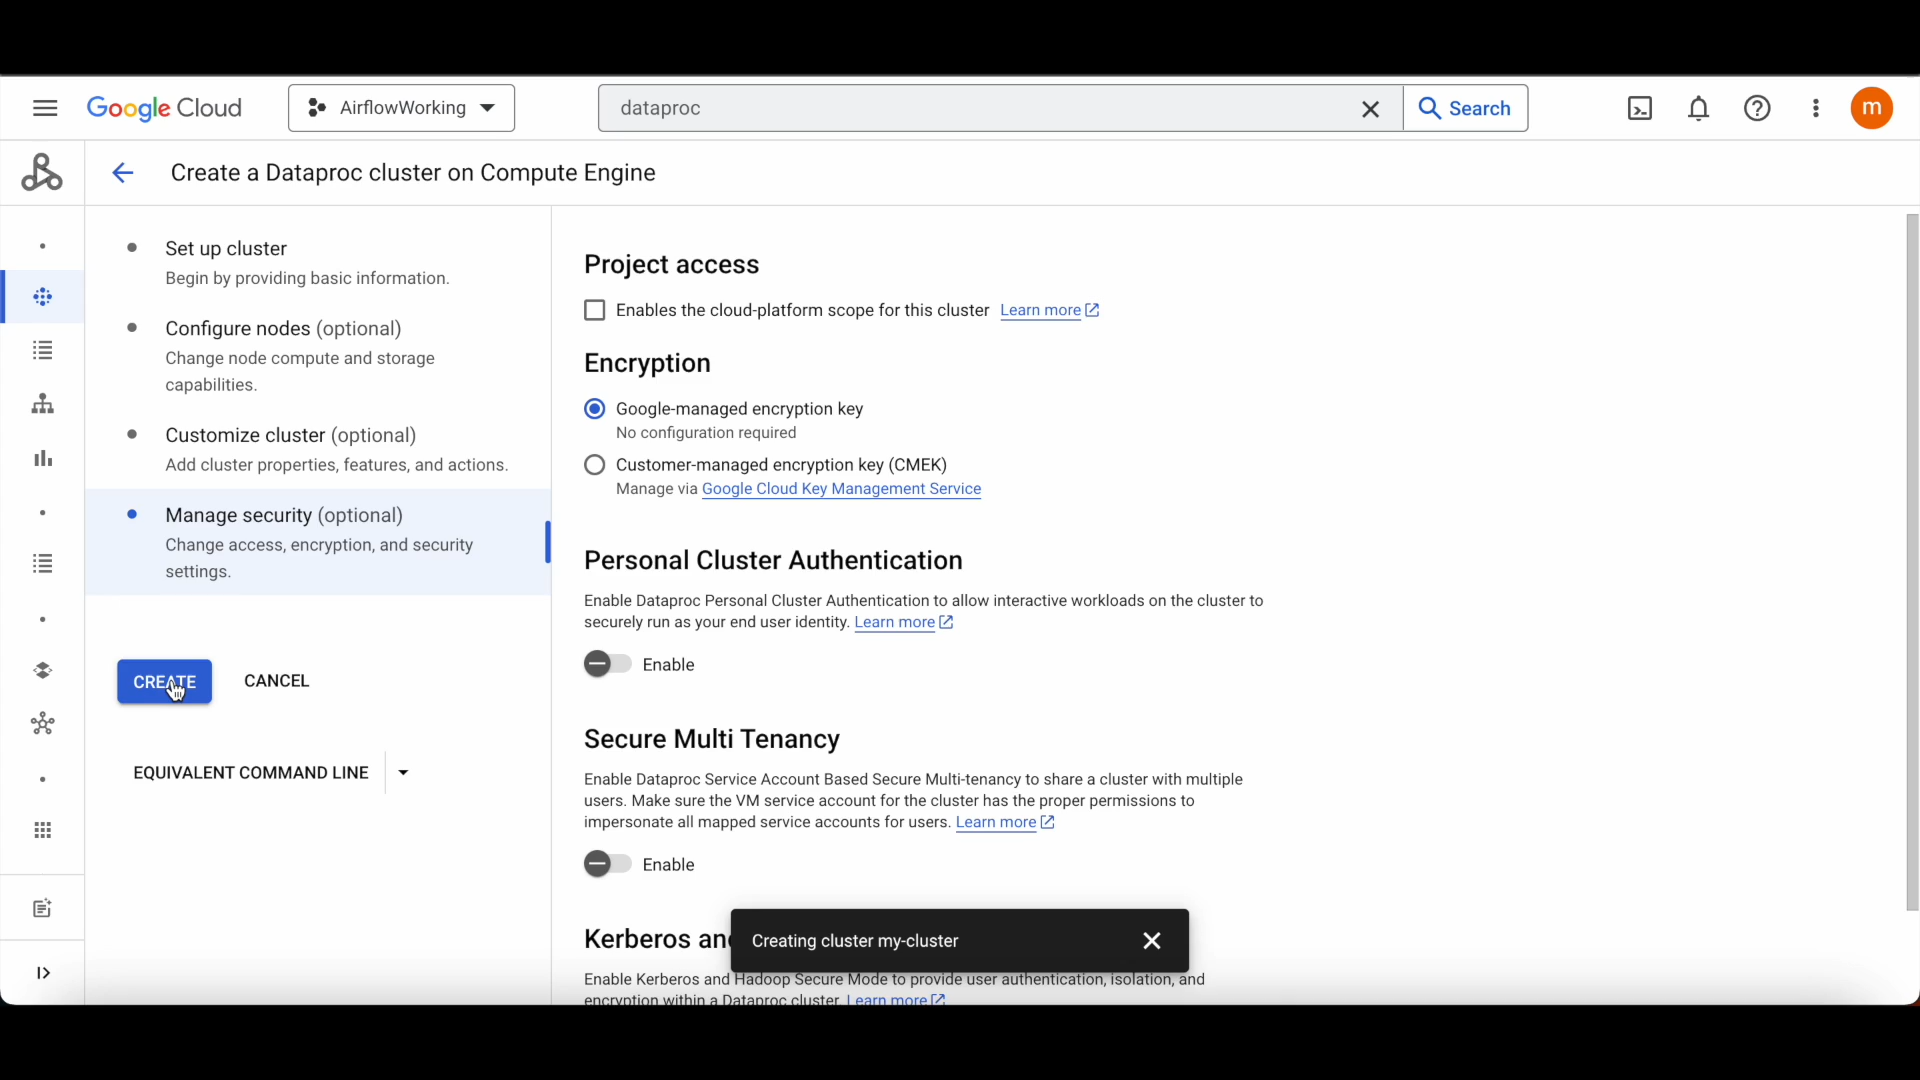 Google Cloud
AirflowWorking
dataproc
Search
m
Create a Dataproc cluster on Compute Engine
Set up cluster
Begin by providing basic information.
Configure nodes (optional)
Change node compute and storage
capabilities.
Customize cluster (optional)
Add cluster properties, features, and actions.
Manage security (optional)
Change access, encryption, and security
settings.
CREATE
CANCEL
EQUIVALENT COMMAND LINE
Project access
Enables the cloud-platform scope for this cluster Learn more
Encryption
Google-managed encryption key
No configuration required
Customer-managed encryption key (CMEK)
Manage via Google Cloud Key Management Service
Personal Cluster Authentication
Enable Dataproc Personal Cluster Authentication to allow interactive workloads on the cluster to
securely run as your end user identity. Learn more
Enable
Secure Multi Tenancy
Enable Dataproc Service Account Based Secure Multi-tenancy to share a cluster with multiple
users. Make sure the VM service account for the cluster has the proper permissions to
impersonate all mapped service accounts for users. Learn more
Enable
Kerberos and
Creating cluster my-cluster
Enable Kerberos and Hadoop Secure Mode to provide user authentication, isolation, and
encryption within a Dataproc cluster. Learn more